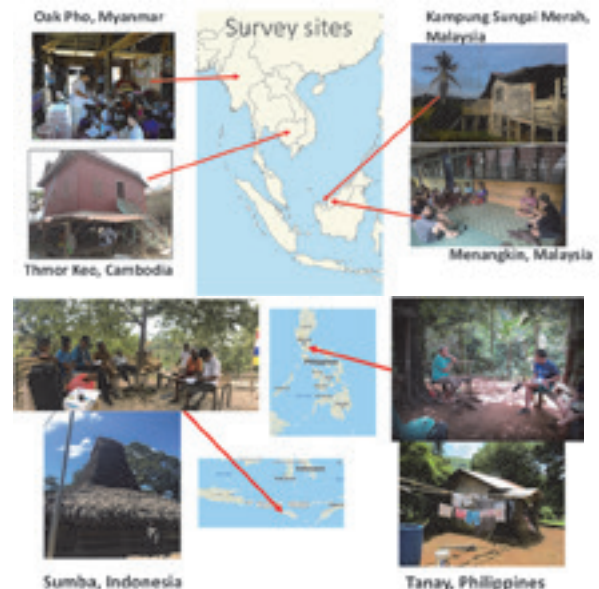 Oak Pho, Myanmar
Survey sites
Kampung Sungai Merah,
Malaysia
Thmor Keo, Cambodia
Menangkin, Malaysia
Sumba, Indonesia
Tanay, Philippines